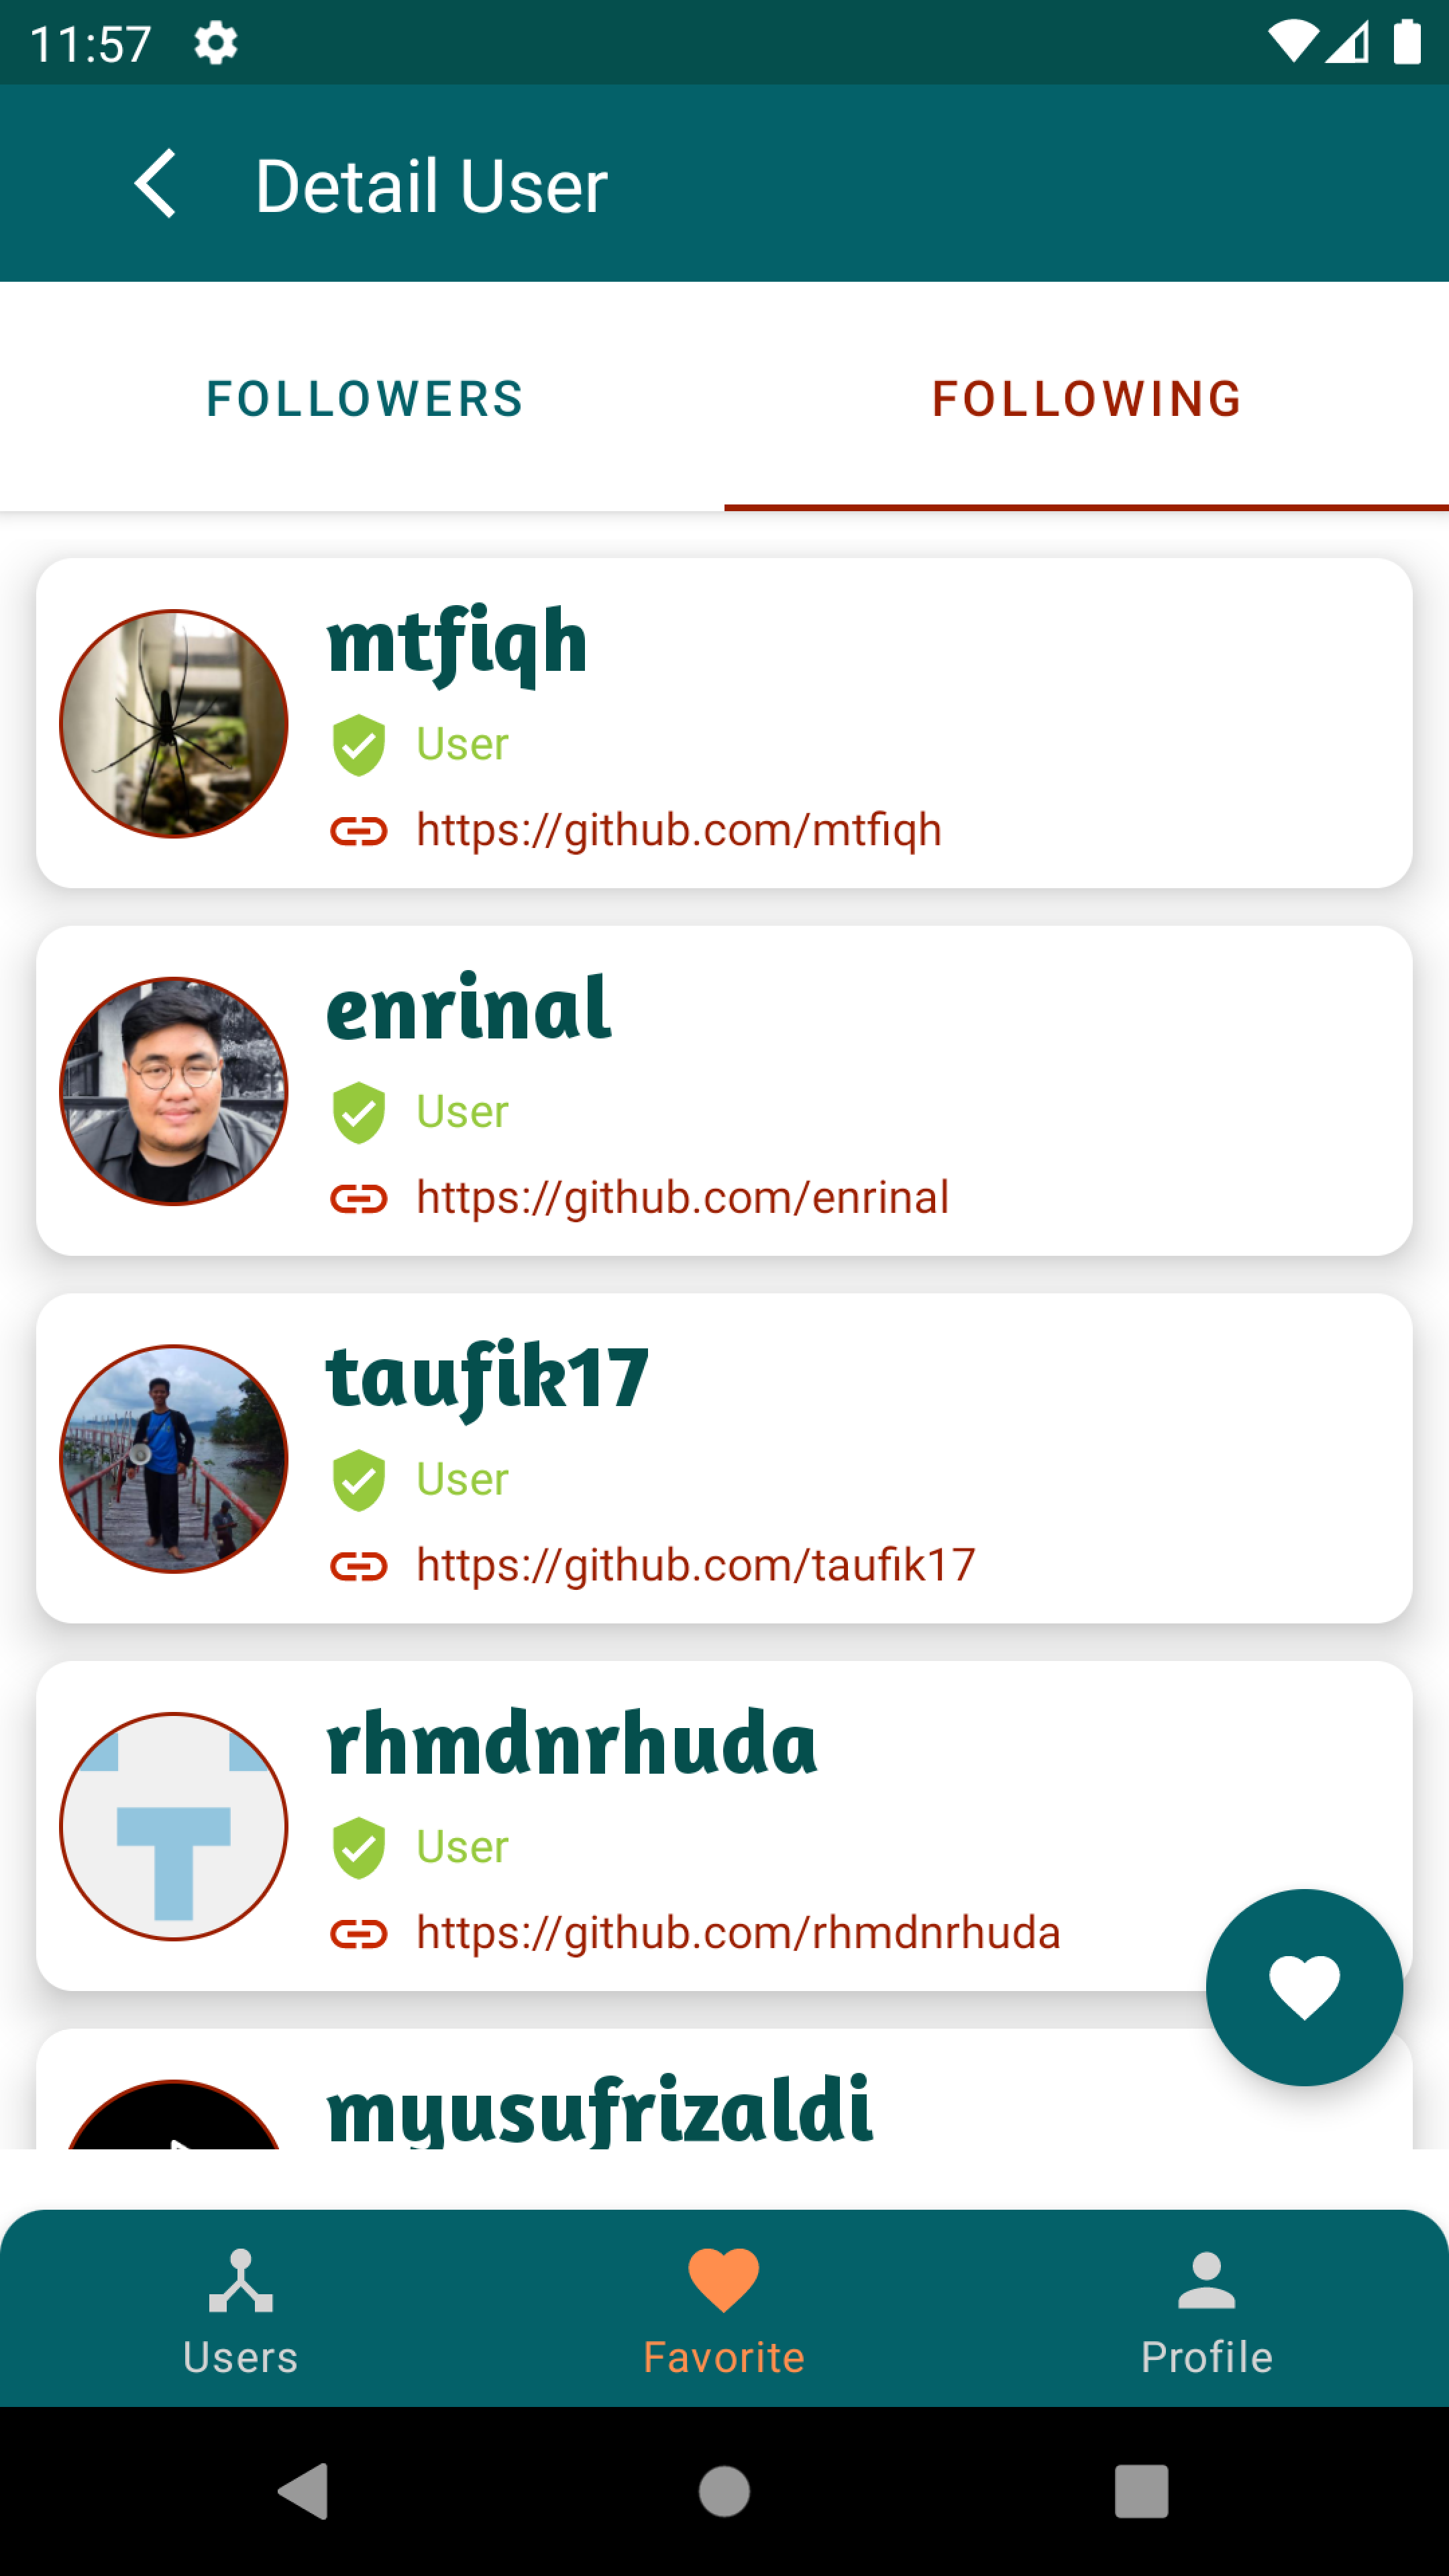 11:57
Detail User
FOLLOWERS
FOLLOWING
mtfiqh
User
https://github.com/mtfiqh
enrinal
User
https://github.com/enrinal
taufik17
User
https://github.com/taufik17
rhmdnrhuda
User
https://github.com/rhmdnrhuda
myusufrizaldi
Users
Favorite
Profile